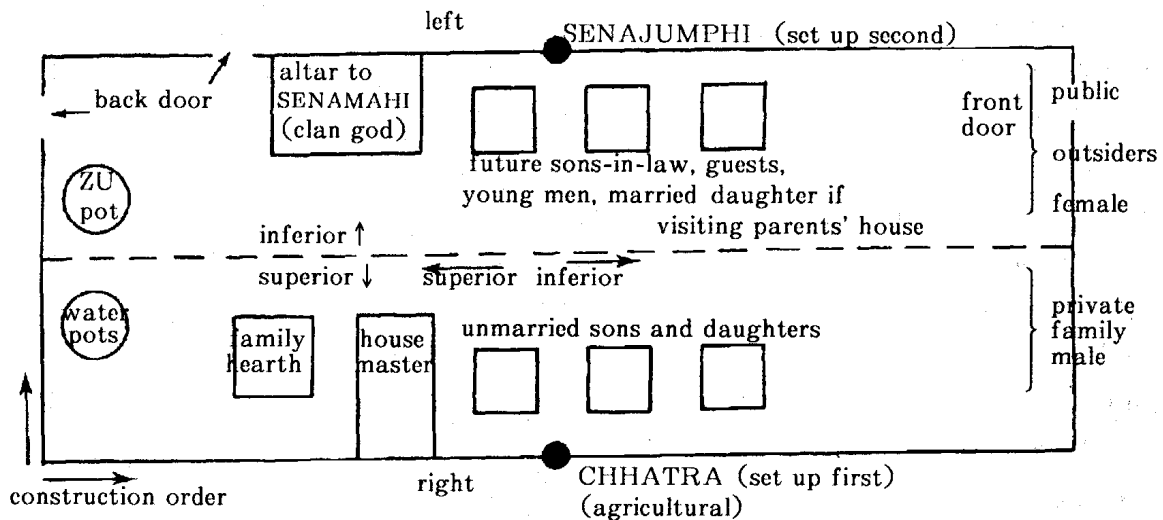 left
SENAJUMPHI (set up second)
altar to
SENAMAHI
(clan god)
back door
front
door
public
outsiders
female
future sons-in-law, guests,
young men, married daughter if
visiting parents' house
ZU
pot
inferior ↑
superior ↓
superior inferior
water
pots
family
hearth
house
master
unmarried sons and daughters
private
family
male
construction order
right
CHHATRA (set up first)
(agricultural)